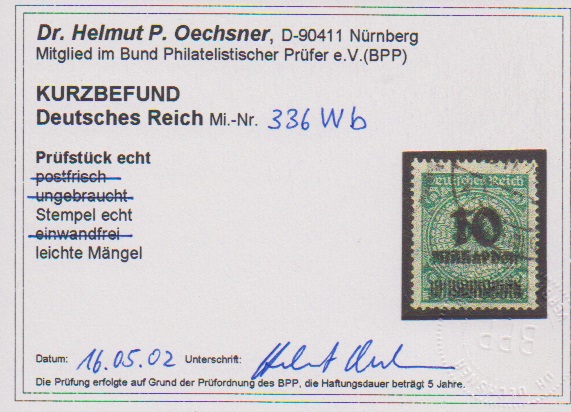 Dr. Helmut P. Oechsner, D-90411 Nürnberg
Mitglied im Bund Philatelistischer Prüfer e.V.(BPP)
KURZBEFUND
Deutsches Reich Mi.-Nr. 336 Wb
Prüfstück echt
postfrisch
ungebraucht
Stempel echt
einwandfrei
leichte Mängel
Deutsches Reich
10
Milliarden
Datum: 16.05.02 Unterschrift:
Die Prüfung erfolgte auf Grund der Prüfordnung des BPP, die Haftungsdauer beträgt 5 Jahre.